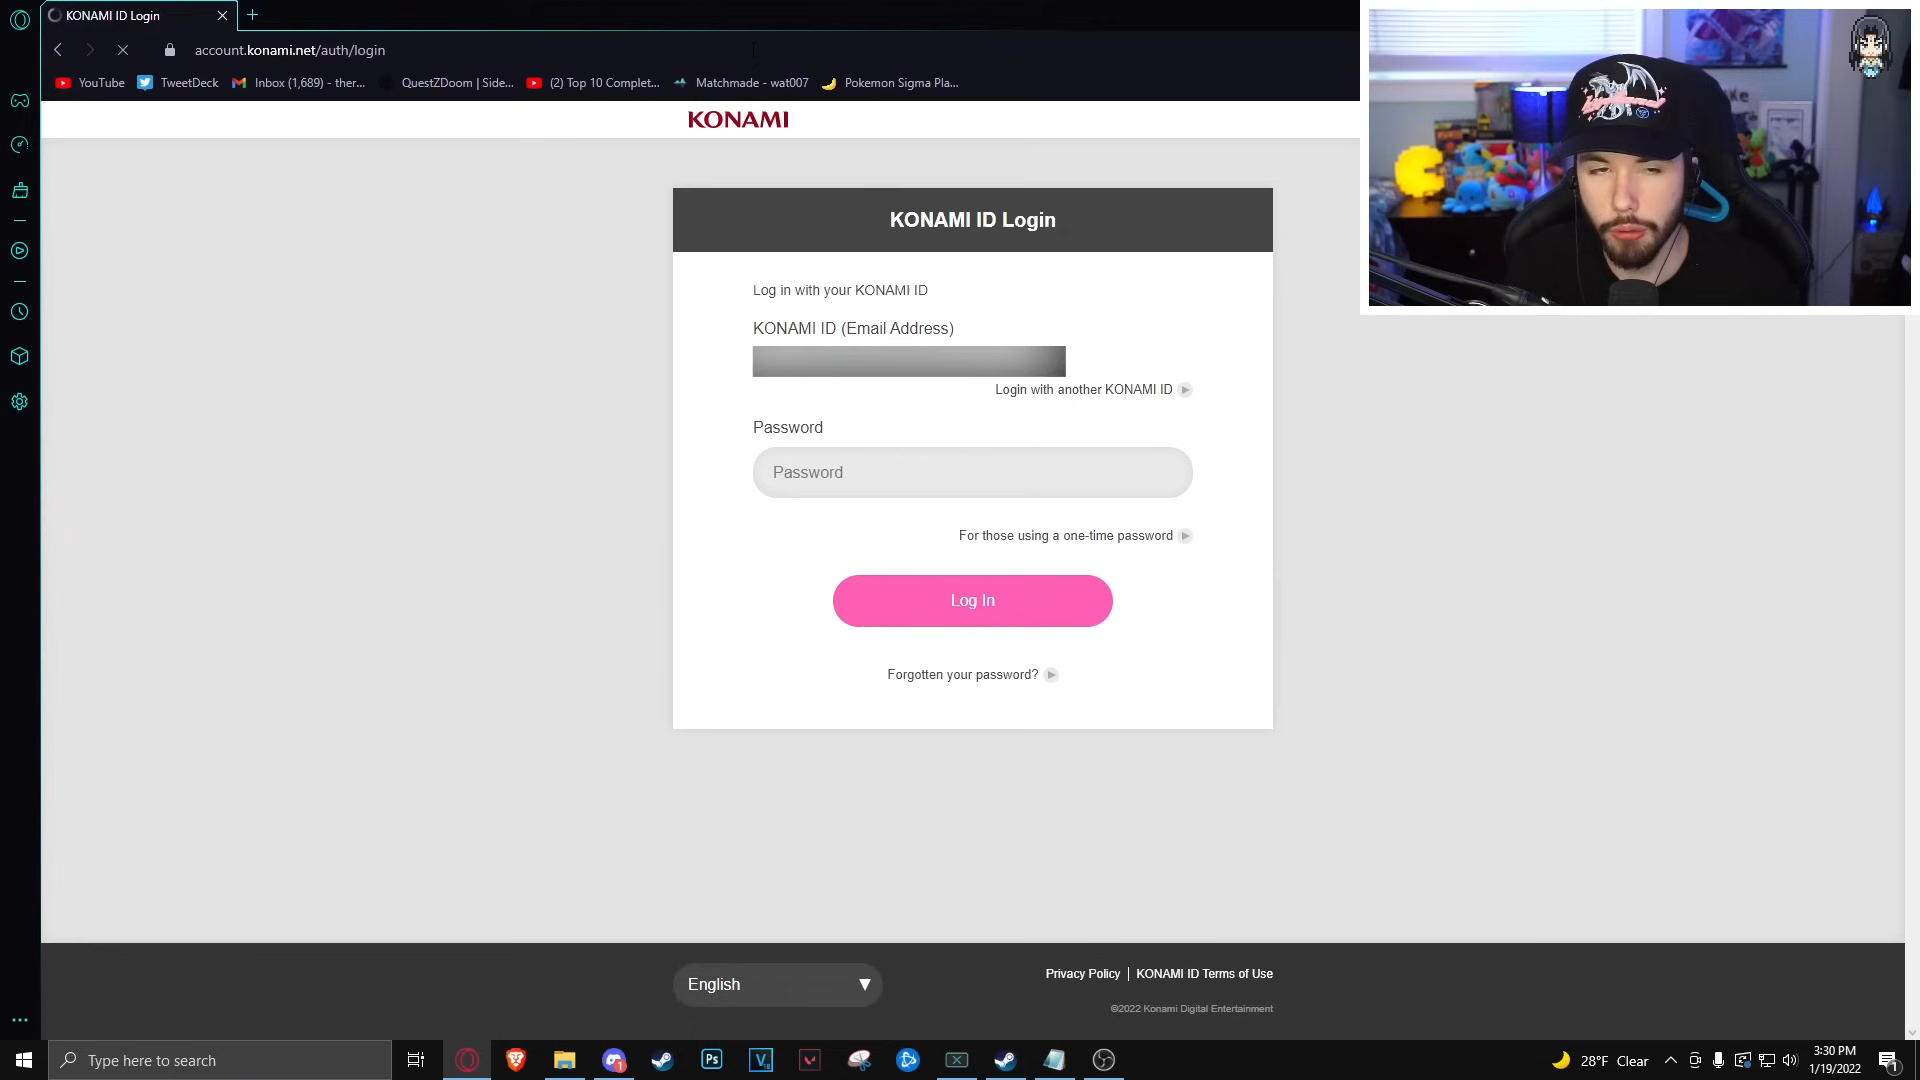 KONAMI ID Login
account.konami.net/auth/login
YouTube TweetDeck Inbox (1,689) - ther... QuestZDoom | Side... (2) Top 10 Complet... Matchmade - wat007 Pokemon Sigma Pla...
KONAMI
KONAMI ID Login
Log in with your KONAMI ID
KONAMI ID (Email Address)
Login with another KONAMI ID
Password
Password
For those using a one-time password
Log In
Forgotten your password?
English
Privacy Policy | KONAMI ID Terms of Use
©2022 Konami Digital Entertainment
Type here to search
Ps
28°F Clear
3:30 PM
1/19/2022